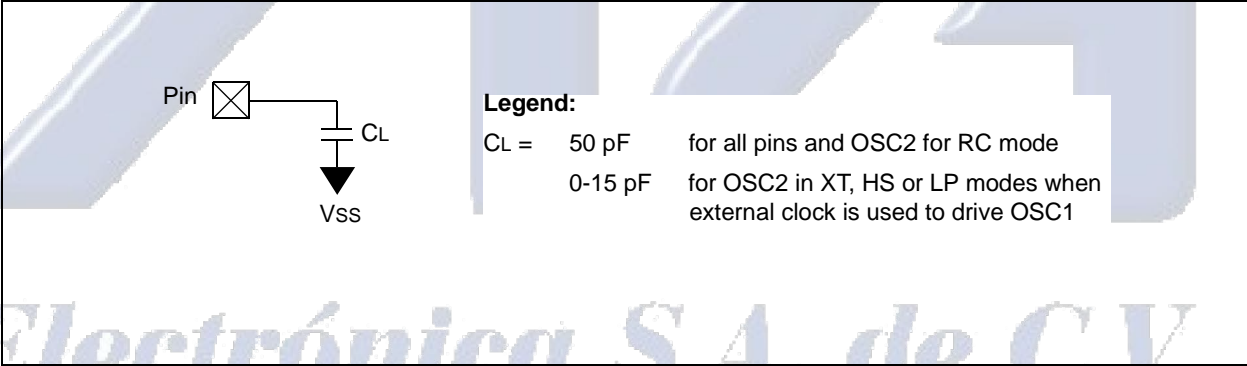 Pin
CL
VSS
Legend:
CL = 50 pF for all pins and OSC2 for RC mode
0-15 pF for OSC2 in XT, HS or LP modes when
external clock is used to drive OSC1
Electrónica S.A. de C.V.